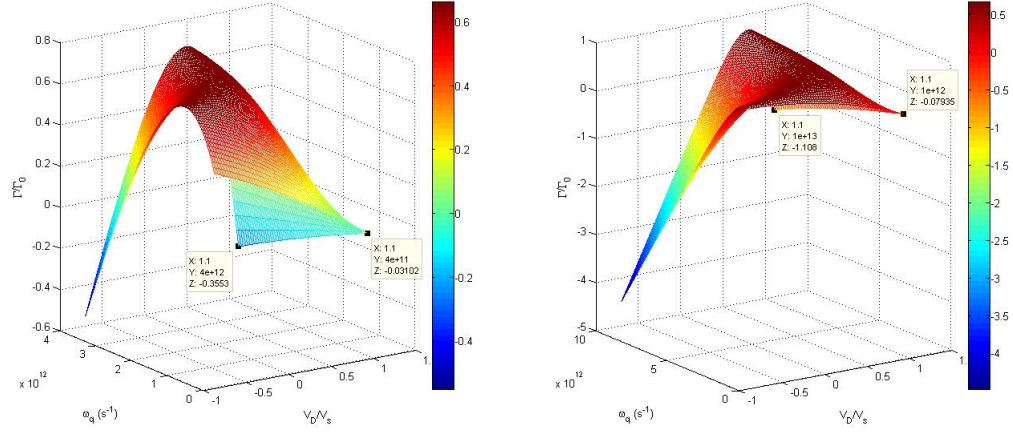 0.8
0.6
0.4
0.2
0
-0.2
-0.4
-0.6
Γ/Γ0
X: 1.1
Y: 4e+12
Z: -0.3553
X: 1.1
Y: 4e+11
Z: -0.03102
4
3
2
1
0
x 10^12
ωq (s-1)
-1
-0.5
0
0.5
1
1.
VD/Vs
0.6
0.4
0.2
0
-0.2
-0.4
1
0
-1
-2
-3
-4
-5
Γ/Γ0
X: 1.1
Y: 1e+12
Z: -0.07935
X: 1.1
Y: 1e+13
Z: -1.108
10
5
0
x 10^12
ωq (s-1)
-1
-0.5
0
0.5
1
1.
VD/Vs
0.5
0
-0.5
-1
-1.5
-2
-2.5
-3
-3.5
-4